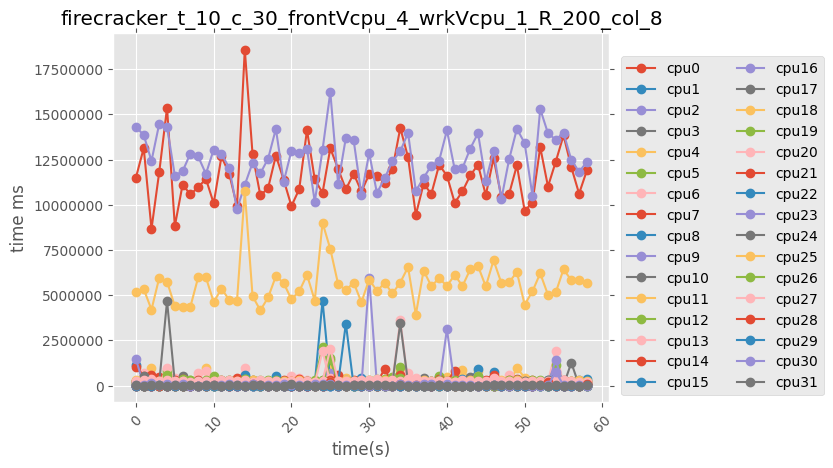 firecracker_t_10_c_30_frontVcpu_4_wrkVcpu_1_R_200_col_8
17500000
15000000
12500000
10000000
7500000
5000000
2500000
0
time ms
0
10
20
30
40
50
60
time(s)
cpu0
cpu1
cpu2
cpu3
cpu4
cpu5
cpu6
cpu7
cpu8
cpu9
cpu10
cpu11
cpu12
cpu13
cpu14
cpu15
cpu16
cpu17
cpu18
cpu19
cpu20
cpu21
cpu22
cpu23
cpu24
cpu25
cpu26
cpu27
cpu28
cpu29
cpu30
cpu31